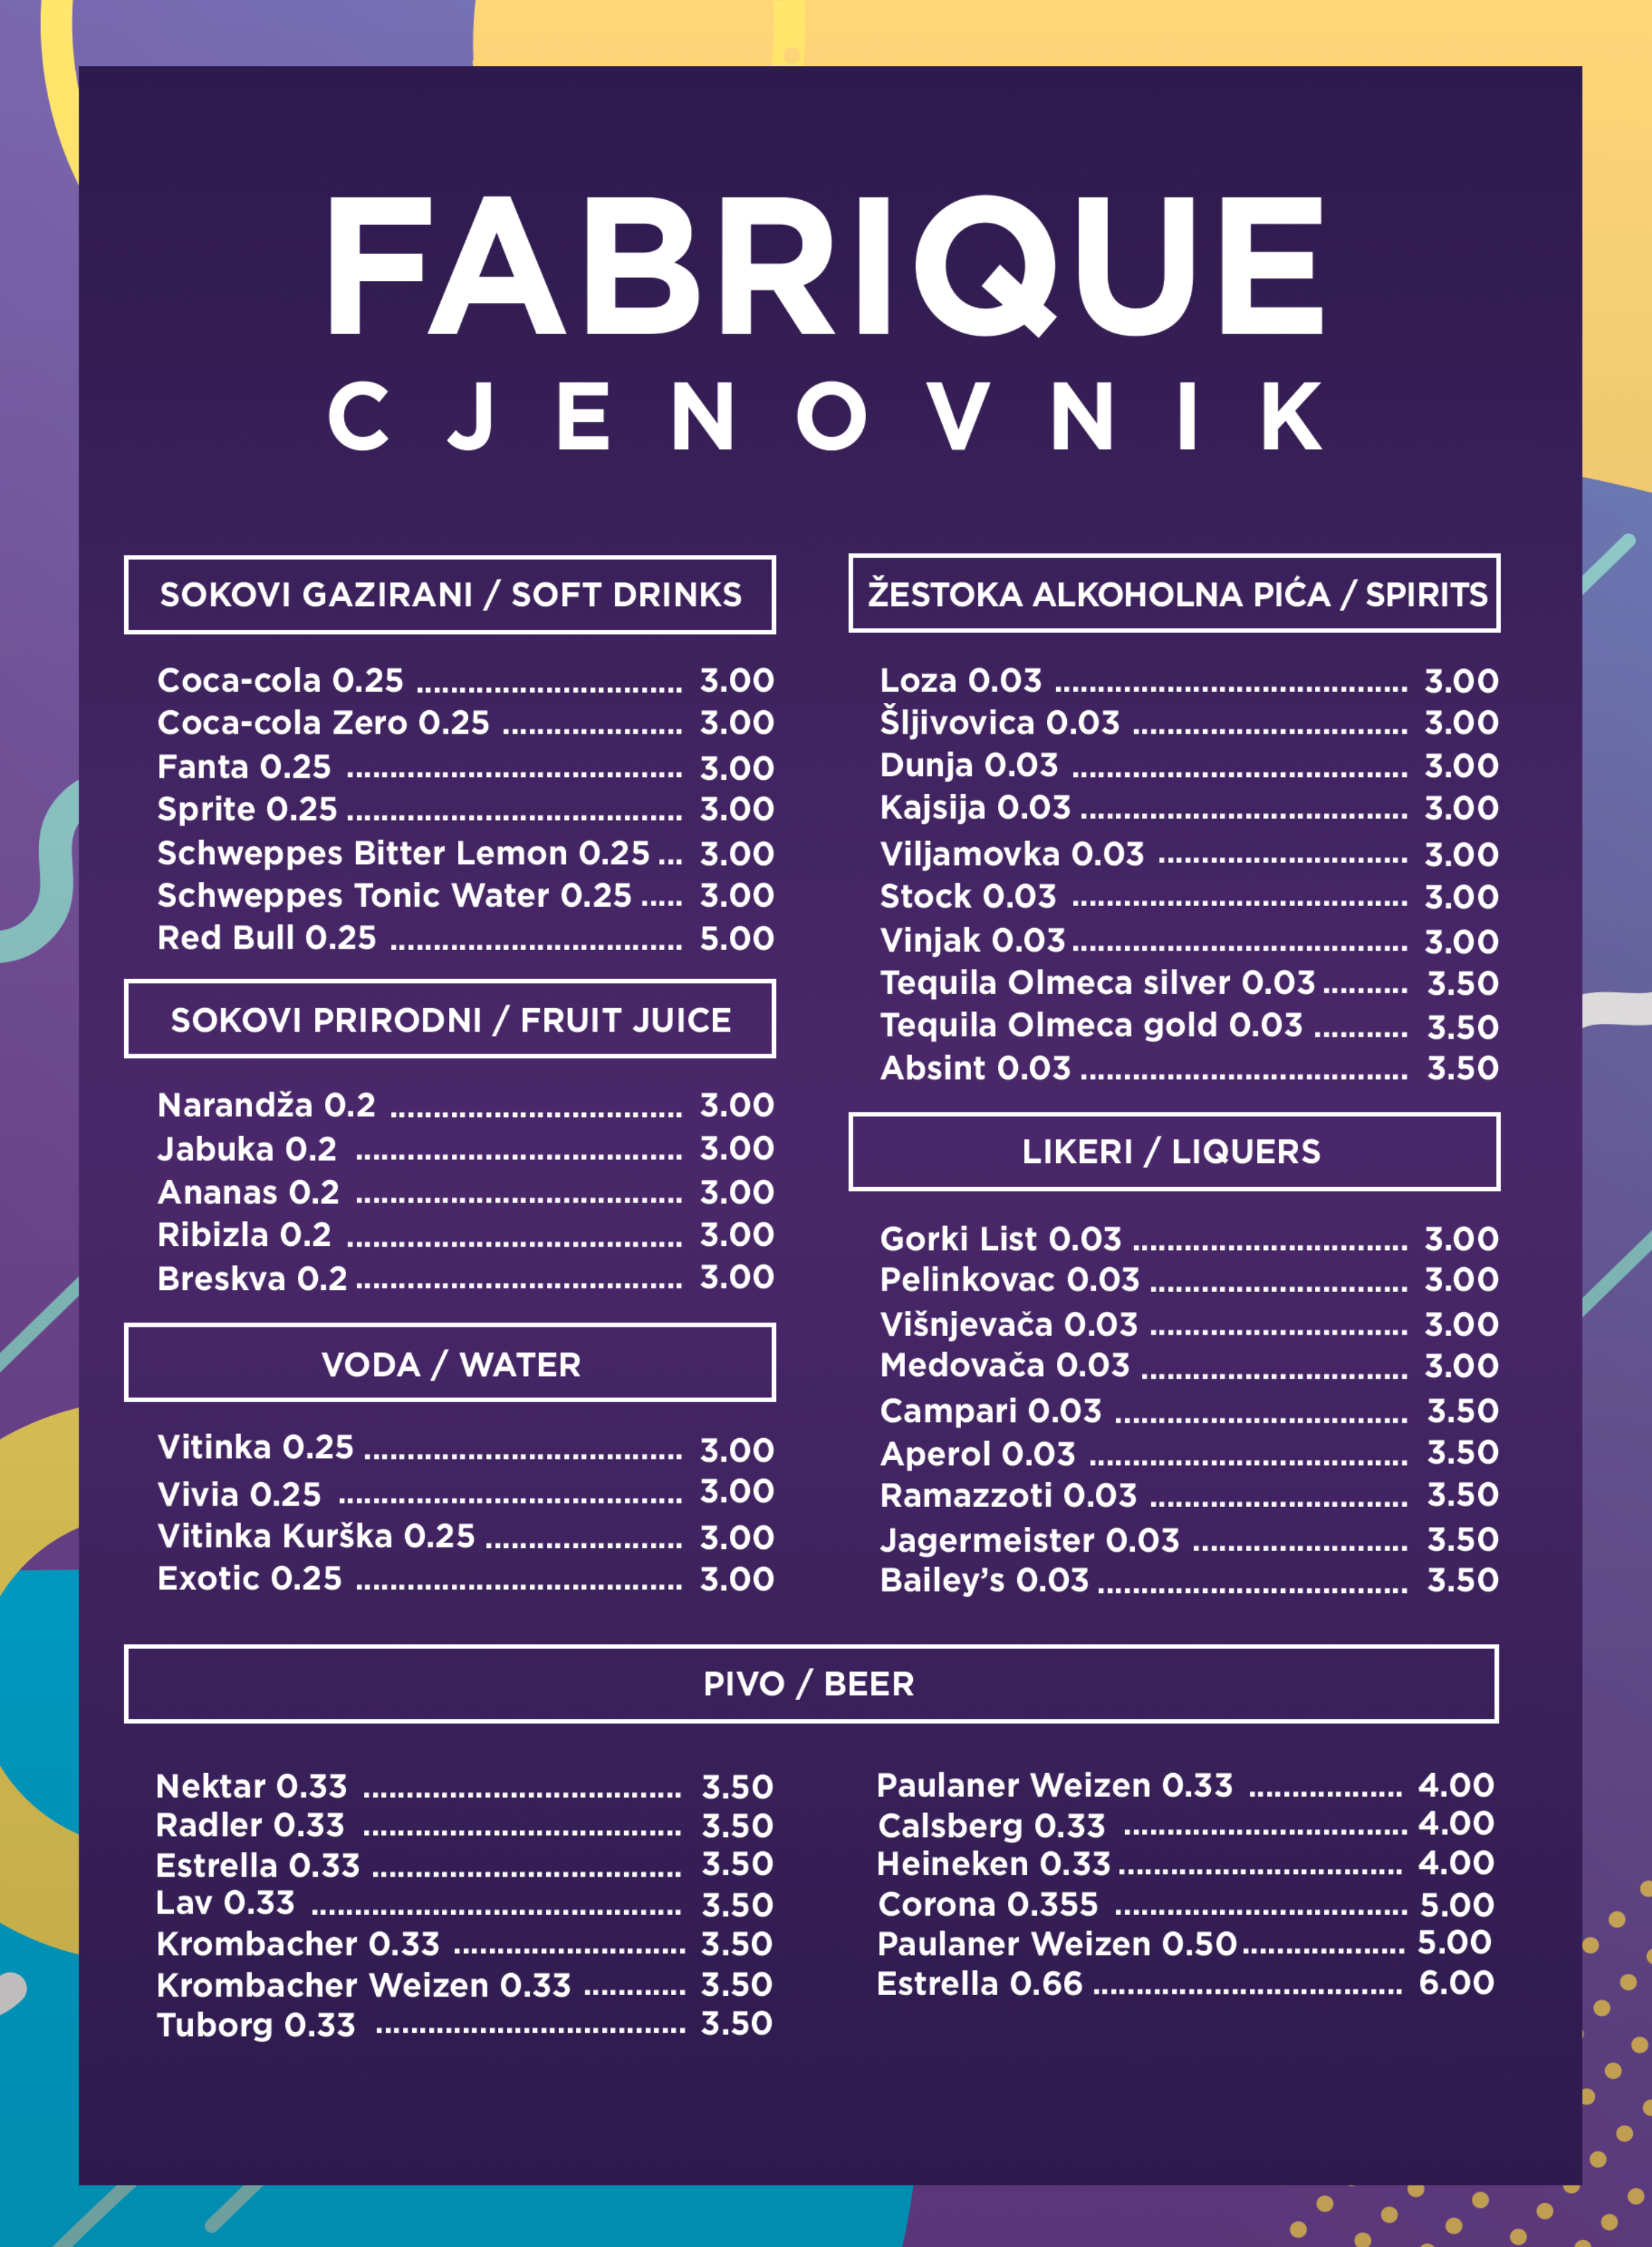 FABRIQUE
CJENOVNIK
SOKOVI GAZIRANI / SOFT DRINKS
Coca-cola 0.25 ............................... 3.00
Coca-cola Zero 0.25 ..................... 3.00
Fanta 0.25 ....................................... 3.00
Sprite 0.25 ....................................... 3.00
Schweppes Bitter Lemon 0.25 ... 3.00
Schweppes Tonic Water 0.25 ..... 3.00
Red Bull 0.25 .................................. 5.00
SOKOVI PRIRODNI / FRUIT JUICE
Narandža 0.2 .................................. 3.00
Jabuka 0.2 ...................................... 3.00
Ananas 0.2 ...................................... 3.00
Ribizla 0.2 ....................................... 3.00
Breskva 0.2 ...................................... 3.00
VODA / WATER
Vitinka 0.25 ..................................... 3.00
Vivia 0.25 ........................................ 3.00
Vitinka Kurška 0.25 ....................... 3.00
Exotic 0.25 ...................................... 3.00
ŽESTOKA ALKOHOLNA PIĆA / SPIRITS
Loza 0.03 ......................................... 3.00
Šljivovica 0.03 ................................ 3.00
Dunja 0.03 ....................................... 3.00
Kajsija 0.03 ...................................... 3.00
Viljamovka 0.03 ............................. 3.00
Stock 0.03 ....................................... 3.00
Vinjak 0.03 ....................................... 3.00
Tequila Olmeca silver 0.03 .......... 3.50
Tequila Olmeca gold 0.03 ........... 3.50
Absint 0.03 ...................................... 3.50
LIKERI / LIQUERS
Gorki List 0.03 ................................ 3.00
Pelinkovac 0.03 .............................. 3.00
Višnjevača 0.03 .............................. 3.00
Medovača 0.03 ............................... 3.00
Campari 0.03 .................................. 3.50
Aperol 0.03 ..................................... 3.50
Ramazzoti 0.03 .............................. 3.50
Jagermeister 0.03 ......................... 3.50
Bailey’s 0.03 .................................... 3.50
PIVO / BEER
Nektar 0.33 ..................................... 3.50
Radler 0.33 ..................................... 3.50
Estrella 0.33 .................................... 3.50
Lav 0.33 ........................................... 3.50
Krombacher 0.33 ........................... 3.50
Krombacher Weizen 0.33 ............ 3.50
Tuborg 0.33 .................................... 3.50
Paulaner Weizen 0.33 .................. 4.00
Calsberg 0.33 ................................. 4.00
Heineken 0.33 ................................. 4.00
Corona 0.355 .................................. 5.00
Paulaner Weizen 0.50 ................... 5.00
Estrella 0.66 .................................... 6.00